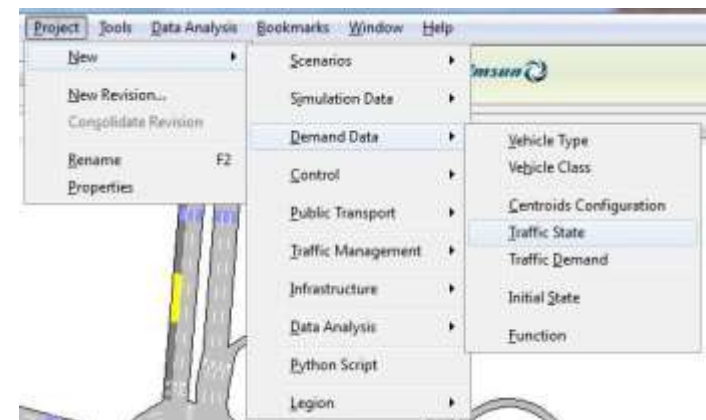 Project Tools Data Analysis Bookmarks Window Help
New
New Revision...
Consolidate Revision
Rename F2
Properties
Scenarios
Simulation Data
Demand Data
Control
Public Transport
Traffic Management
Infrastructure
Data Analysis
Python Script
Legion
Vehicle Type
Vehicle Class
Centroids Configuration
Traffic State
Traffic Demand
Initial State
Function